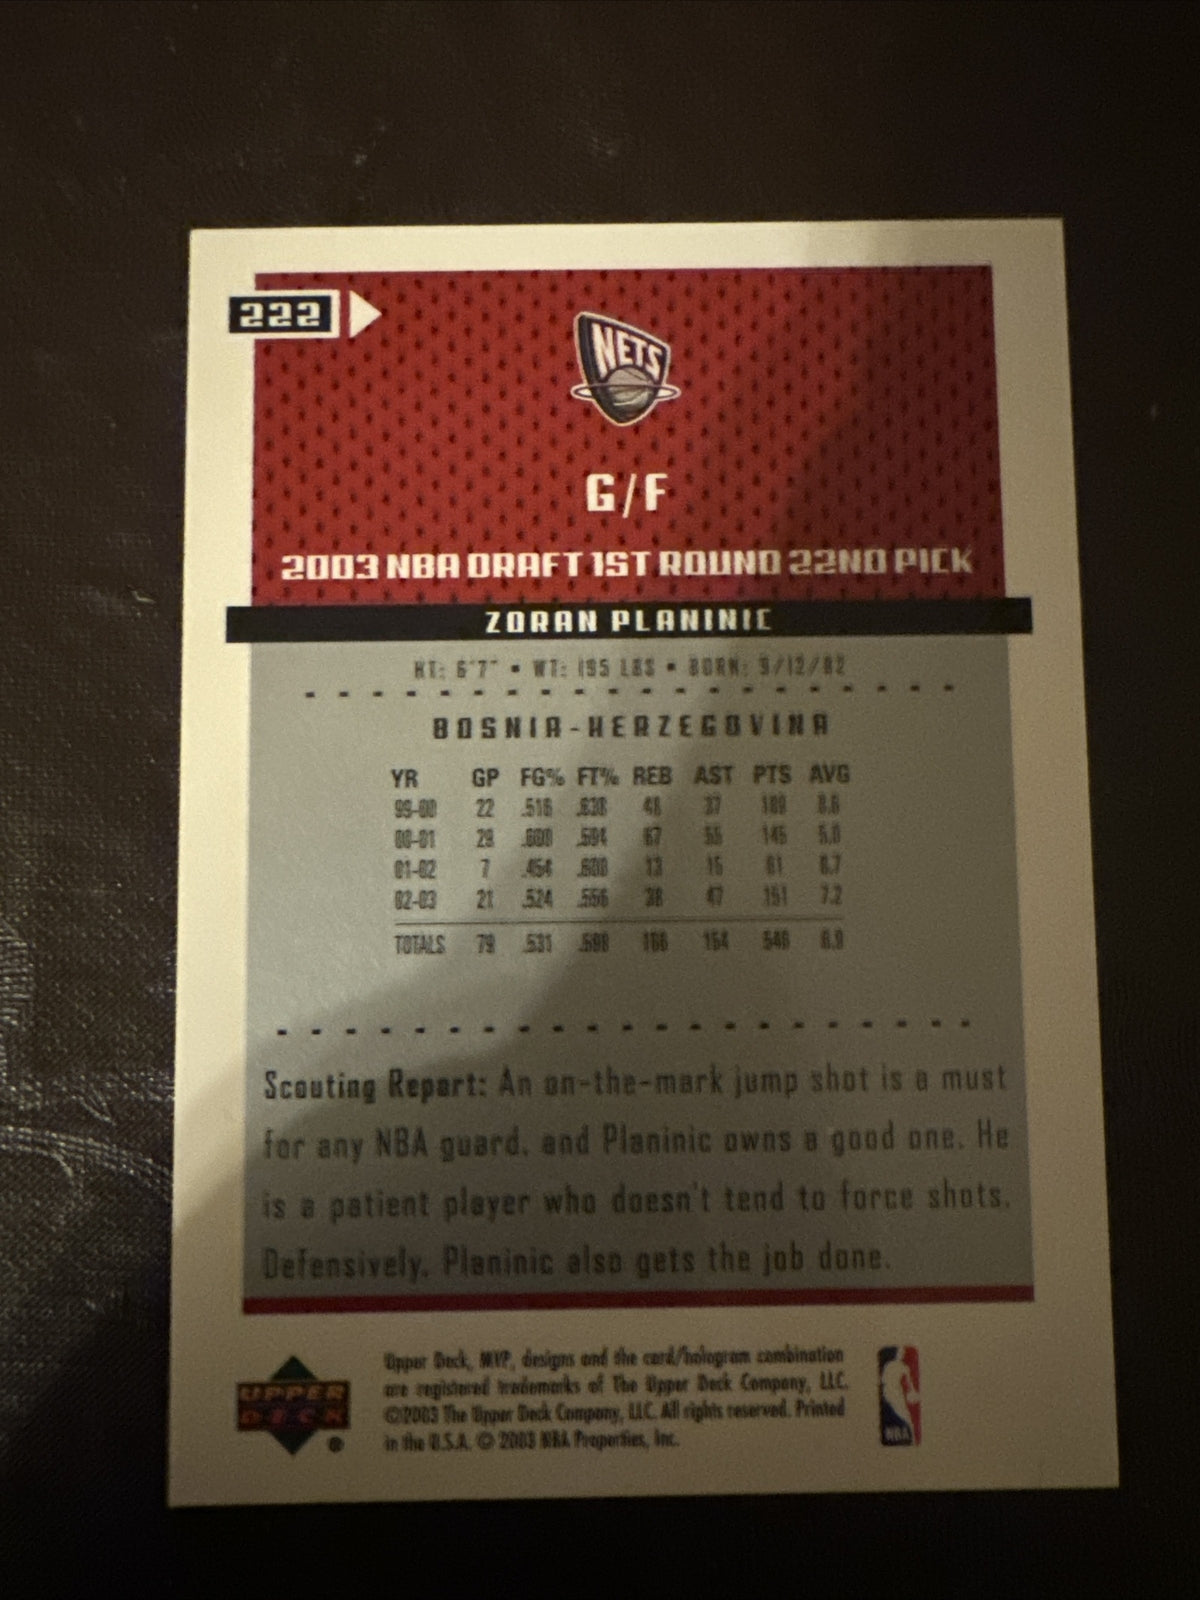 222
NETS
G/F
2003 NBA DRAFT 1ST ROUND 22ND PICK
ZORAN PLANINIC
HT: 6'7" • WT: 195 LBS • BORN: 9/12/82
BOSNIA-HERZEGOVINA
YR GP FG% FT% REB AST PTS AVG
99-00 22 .516 .638 48 37 189 8.6
00-01 29 .600 .594 67 55 145 5.0
01-02 7 .454 .600 13 15 61 8.7
02-03 21 .524 .556 38 47 151 7.2
TOTALS 79 .531 .598 166 154 546 6.9
Scouting Report: An on-the-mark jump shot is a must
for any NBA guard, and Planinic owns a good one. He
is a patient player who doesn't tend to force shots.
Defensively, Planinic also gets the job done.
UPPER
DECK
®
Upper Deck, MVP, designs and the card/hologram combination
are registered trademarks of The Upper Deck Company, LLC.
©2003 The Upper Deck Company, LLC. All rights reserved. Printed
in the U.S.A. © 2003 NBA Properties, Inc.
NBA